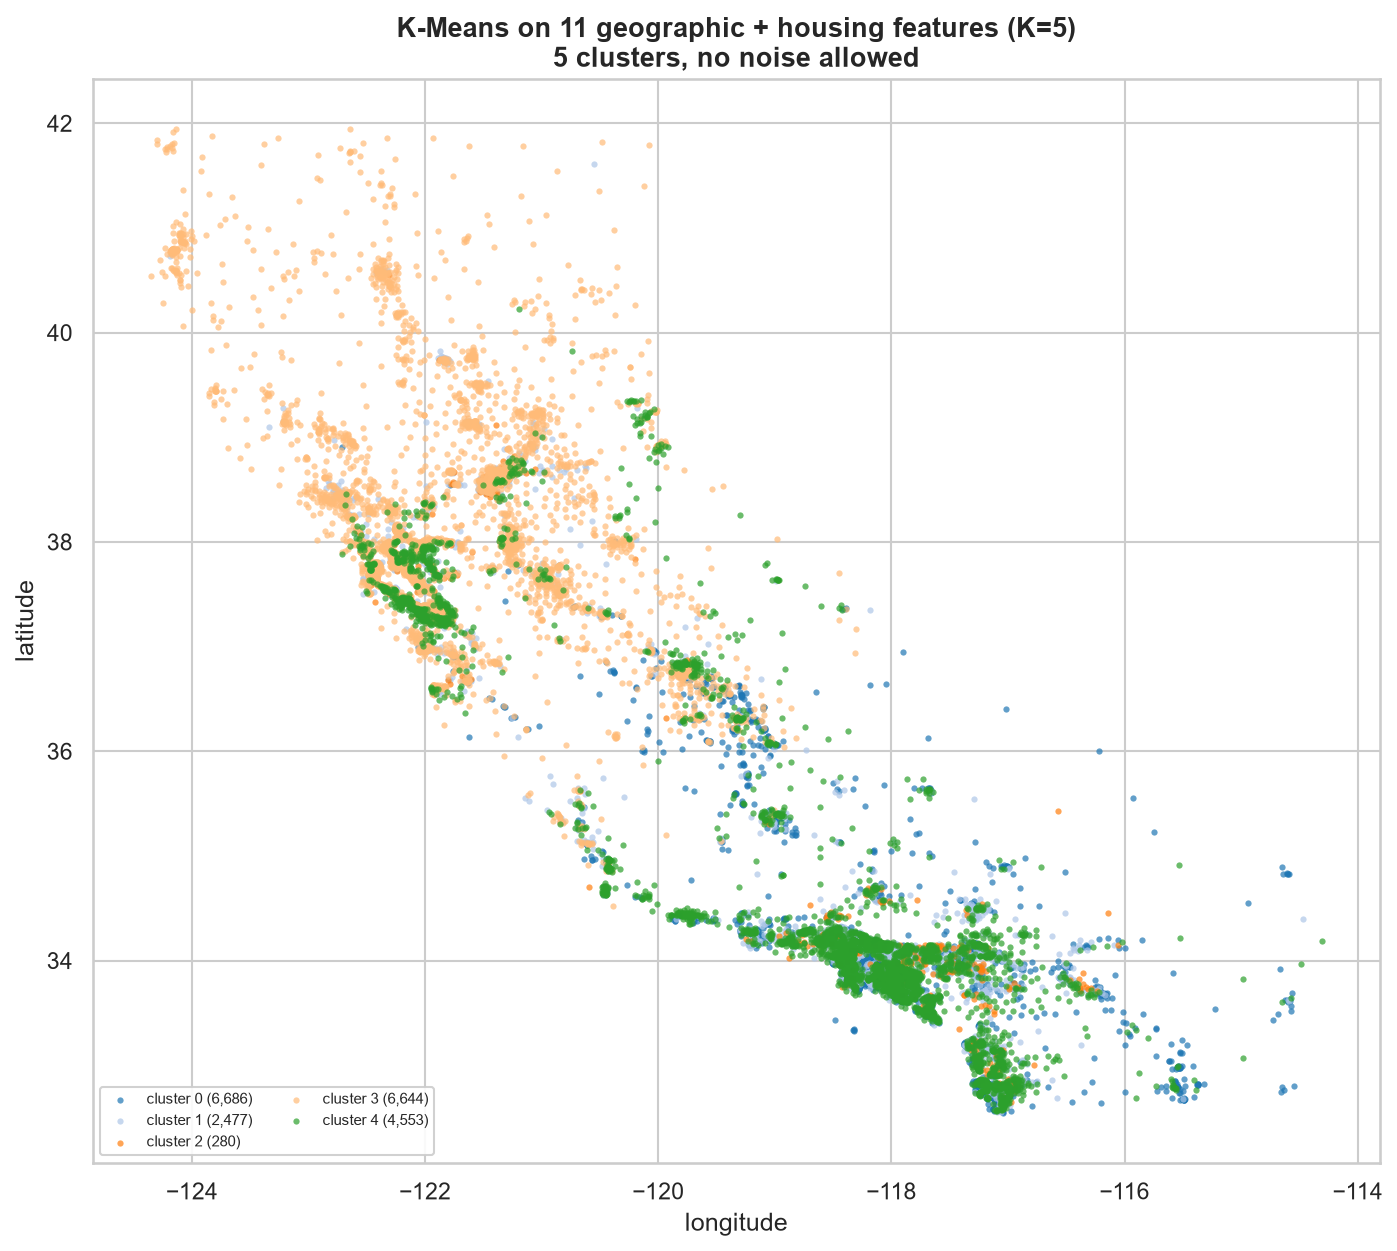 K-Means on 11 geographic + housing features (K=5)
5 clusters, no noise allowed
latitude
42
40
38
36
34
cluster 0 (6,686)
cluster 1 (2,477)
cluster 2 (280)
cluster 3 (6,644)
cluster 4 (4,553)
−124
−122
−120
−118
−116
−114
longitude